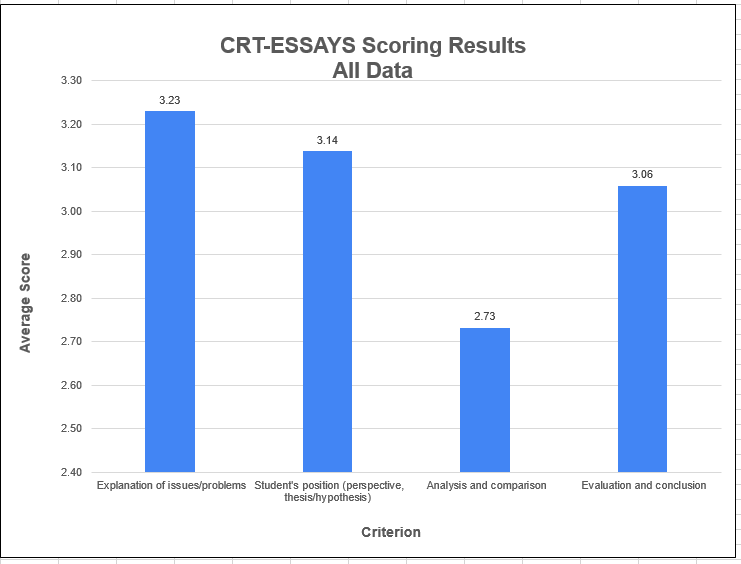 CRT-ESSAYS Scoring Results
All Data
3.30
3.20
3.10
3.00
2.90
2.80
2.70
2.60
2.50
2.40
3.23
3.14
2.73
3.06
Average Score
Explanation of issues/problems
Student's position (perspective,
thesis/hypothesis)
Analysis and comparison
Evaluation and conclusion
Criterion